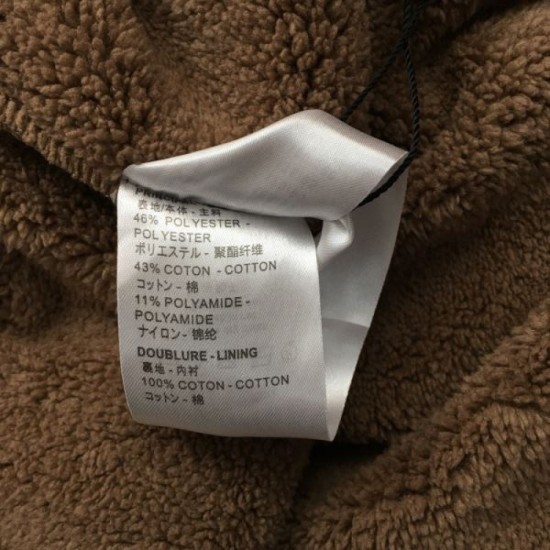 表地/本体 - 主料
46% POLYESTER -
POLYESTER
ポリエステル - 聚酯纤维
43% COTON - COTTON
コットン - 棉
11% POLYAMIDE -
POLYAMIDE
ナイロン - 锦纶
DOUBLURE - LINING
裏地 - 内衬
100% COTON - COTTON
コットン - 棉